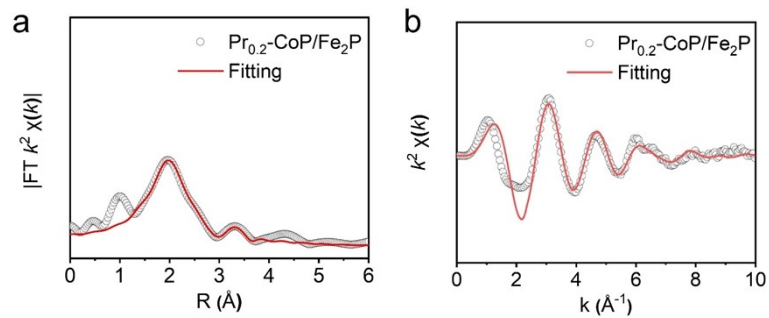 a
Pr₀.₂-CoP/Fe₂P
Fitting
|FT k² χ(k)|
0 1 2 3 4 5 6
R (Å)
b
Pr₀.₂-CoP/Fe₂P
Fitting
k² χ(k)
0 2 4 6 8 10
k (Å⁻¹)